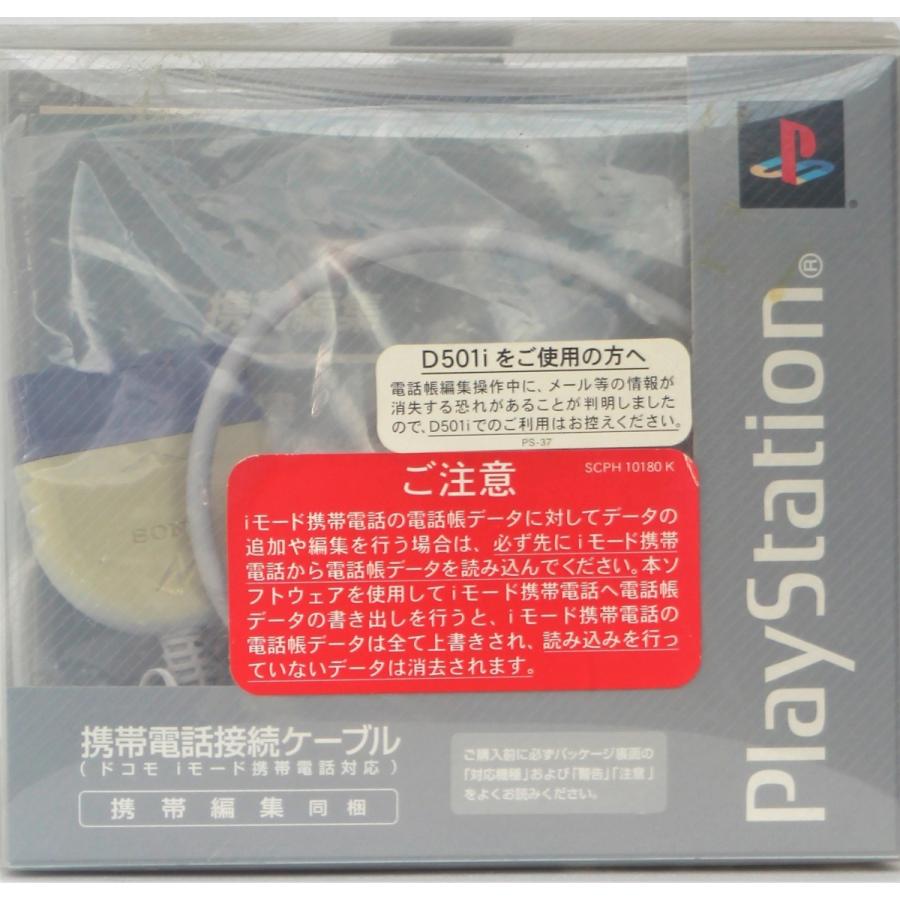 PlayStation®
携帯編集
D501i をご使用の方へ
電話帳編集操作中に、メール等の情報が
消失する恐れがあることが判明しました
ので、D501iでのご利用はお控えください。
PS-37
ご注意
SCPH 10180 K
iモード携帯電話の電話帳データに対してデータの
追加や編集を行う場合は、必ず先にiモード携帯
電話から電話帳データを読み込んでください。本ソ
フトウェアを使用してiモード携帯電話へ電話帳
データの書き出しを行うと、iモード携帯電話の
電話帳データは全て上書きされ、読み込みを行っ
ていないデータは消去されます。
携帯電話接続ケーブル
(ドコモ iモード携帯電話対応)
携帯編集 同梱
ご購入前に必ずパッケージ裏面の
「対応機種」および「警告」「注意」
をよくお読みください。